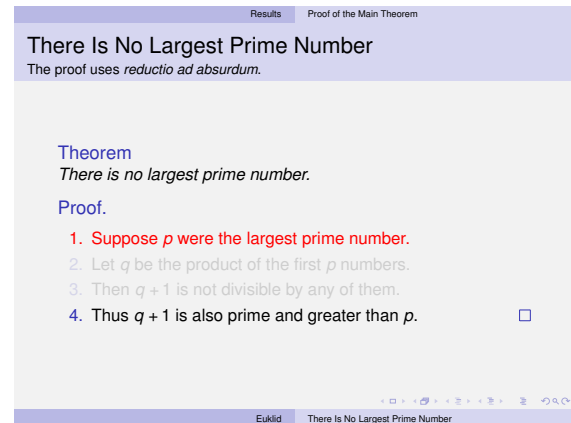 Results Proof of the Main Theorem
There Is No Largest Prime Number
The proof uses reductio ad absurdum.
Theorem
There is no largest prime number.
Proof.
1. Suppose p were the largest prime number.
2. Let q be the product of the first p numbers.
3. Then q + 1 is not divisible by any of them.
4. Thus q + 1 is also prime and greater than p.
Euklid There Is No Largest Prime Number